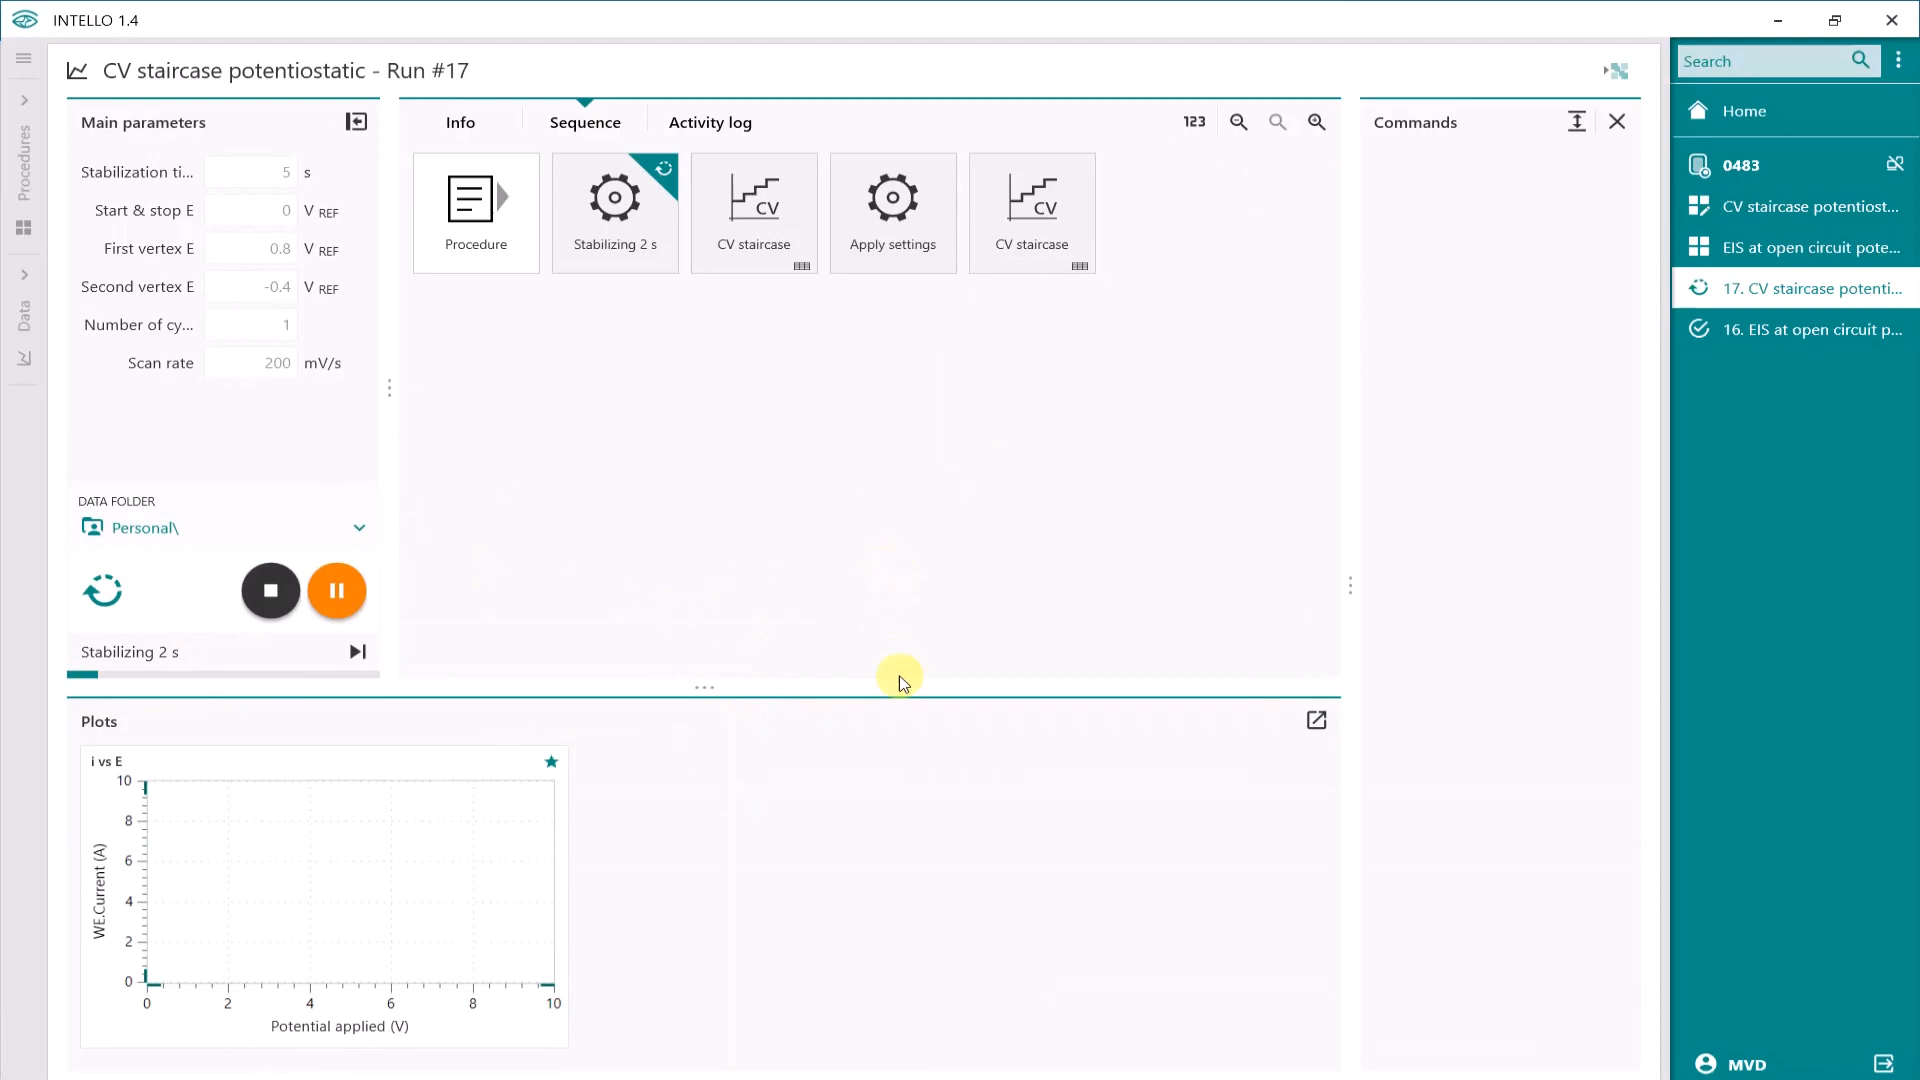 INTELLO 1.4
CV staircase potentiostatic - Run #17
Procedures
Data
Main parameters
Stabilization ti... 5 s
Start & stop E 0 V REF
First vertex E 0.8 V REF
Second vertex E -0.4 V REF
Number of cy... 1
Scan rate 200 mV/s
DATA FOLDER
Personal\
Stabilizing 2 s
Info Sequence Activity log 123
Procedure
Stabilizing 2 s
CV
CV staircase
Apply settings
CV
CV staircase
Commands
Plots
i vs E
10
8
6
4
2
0
WE.Current (A)
0 2 4 6 8 10
Potential applied (V)
Search
Home
0483
CV staircase potentiost...
EIS at open circuit pote...
17. CV staircase potenti...
16. EIS at open circuit p...
MVD